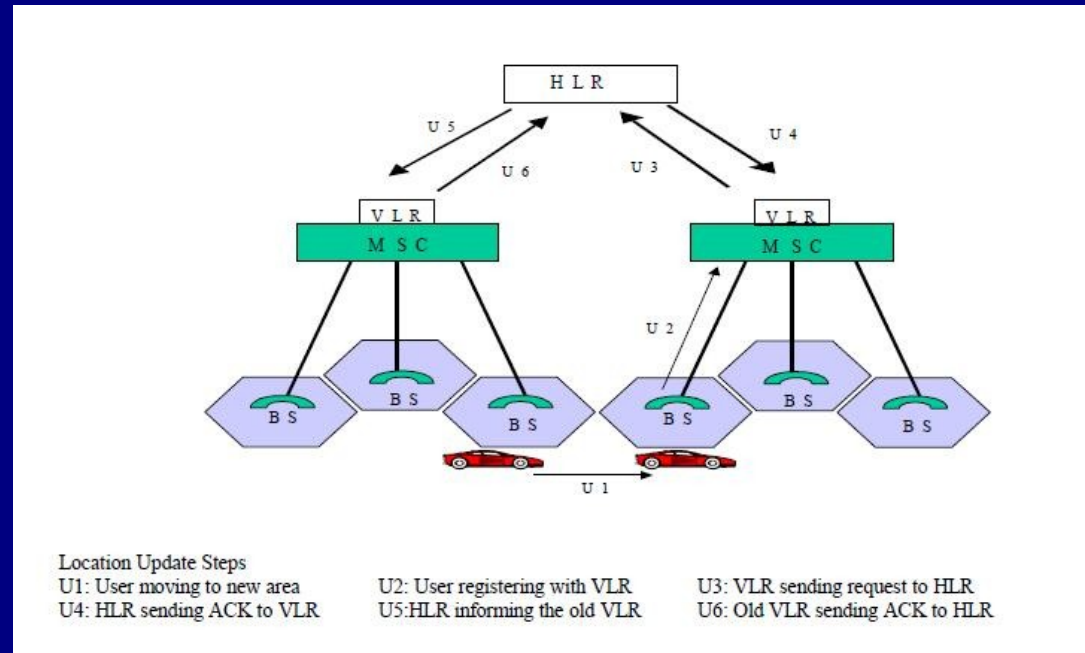 H L R
U 5
U 4
U 6
U 3
V L R
V L R
M S C
M S C
U 2
B S
B S
B S
B S
B S
B S
U 1
Location Update Steps
U1: User moving to new area U2: User registering with VLR U3: VLR sending request to HLR
U4: HLR sending ACK to VLR U5:HLR informing the old VLR U6: Old VLR sending ACK to HLR